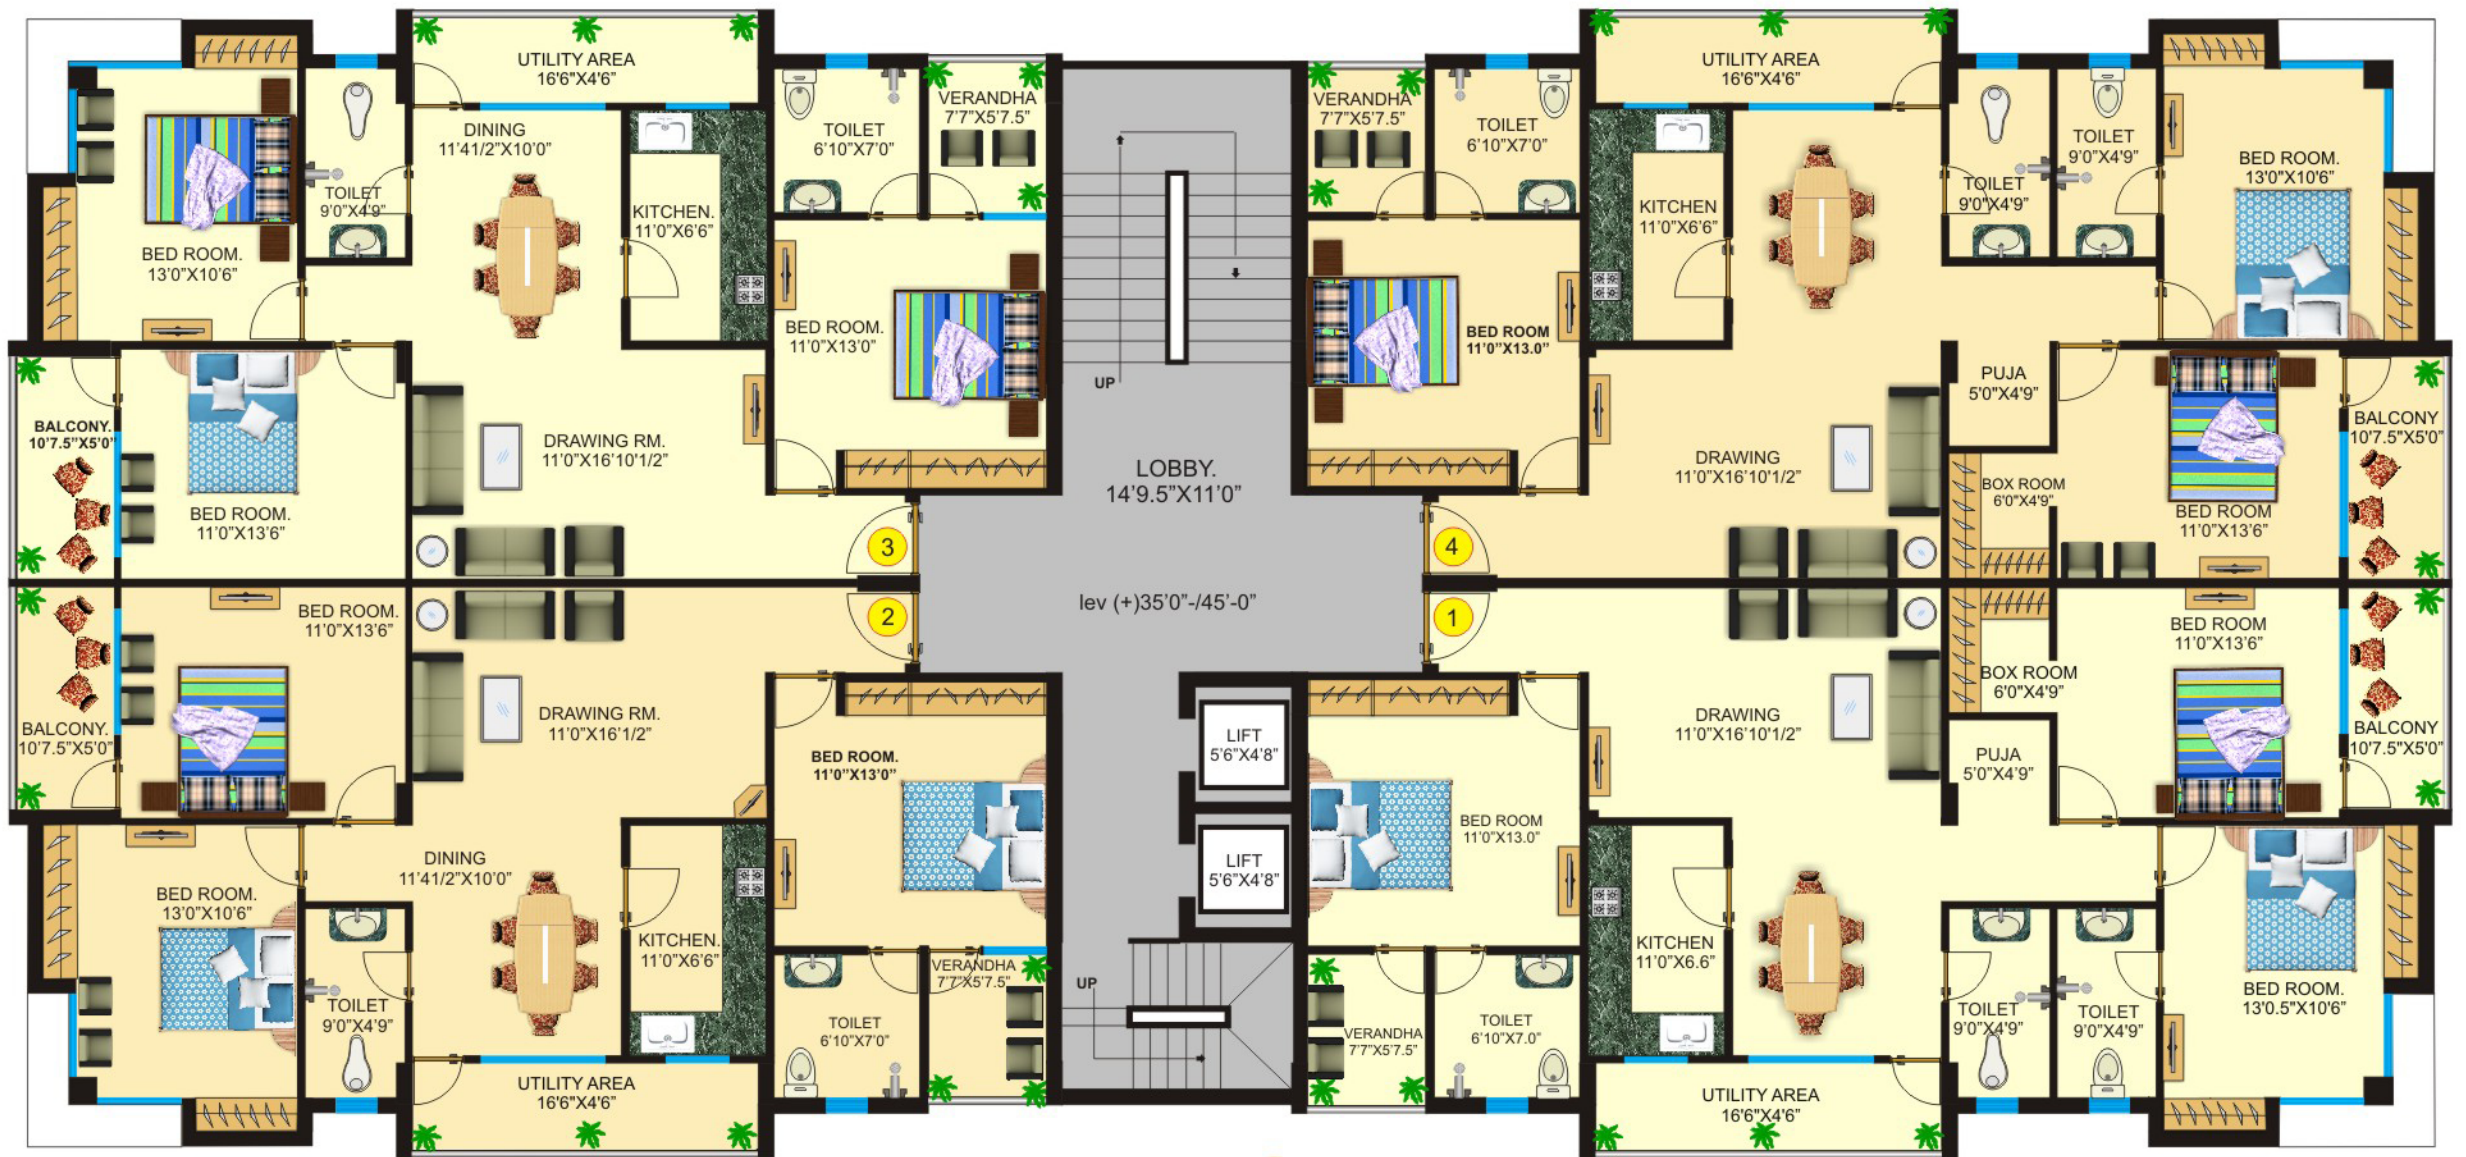 UTILITY AREA
16'6"X4'6"
VERANDHA
7'7"X5'7.5"
TOILET
6'10"X7'0"
DINING
11'41/2"X10'0"
TOILET
9'0"X4'9"
KITCHEN.
11'0"X6'6"
BED ROOM.
13'0"X10'6"
BED ROOM.
11'0"X13'0"
BALCONY.
10'7.5"X5'0"
DRAWING RM.
11'0"X16'10'1/2"
BED ROOM.
11'0"X13'6"
3
UTILITY AREA
16'6"X4'6"
VERANDHA
7'7"X5'7.5"
TOILET
6'10"X7'0"
TOILET
9'0"X4'9"
TOILET
9'0"X4'9"
BED ROOM.
13'0"X10'6"
KITCHEN
11'0"X6'6"
BED ROOM
11'0"X13.0"
PUJA
5'0"X4'9"
BALCONY
10'7.5"X5'0"
DRAWING
11'0"X16'10'1/2"
BOX ROOM
6'0"X4'9"
BED ROOM
11'0"X13'6"
4
UP
LOBBY.
14'9.5"X11'0"
lev (+)35'0"-/45'-0"
LIFT
5'6"X4'8"
LIFT
5'6"X4'8"
UP
2
BED ROOM.
11'0"X13'6"
BALCONY.
10'7.5"X5'0"
DRAWING RM.
11'0"X16'1/2"
BED ROOM.
11'0"X13'0"
DINING
11'41/2"X10'0"
BED ROOM.
13'0"X10'6"
KITCHEN.
11'0"X6'6"
VERANDHA
7'7"X5'7.5"
TOILET
9'0"X4'9"
TOILET
6'10"X7'0"
UTILITY AREA
16'6"X4'6"
1
BED ROOM
11'0"X13'6"
BOX ROOM
6'0"X4'9"
DRAWING
11'0"X16'10'1/2"
BALCONY
10'7.5"X5'0"
PUJA
5'0"X4'9"
BED ROOM
11'0"X13.0"
KITCHEN
11'0"X6.6"
BED ROOM.
13'0.5"X10'6"
TOILET
9'0"X4'9"
TOILET
9'0"X4'9"
VERANDHA
7'7"X5'7.5"
TOILET
6'10"X7.0"
UTILITY AREA
16'6"X4'6"